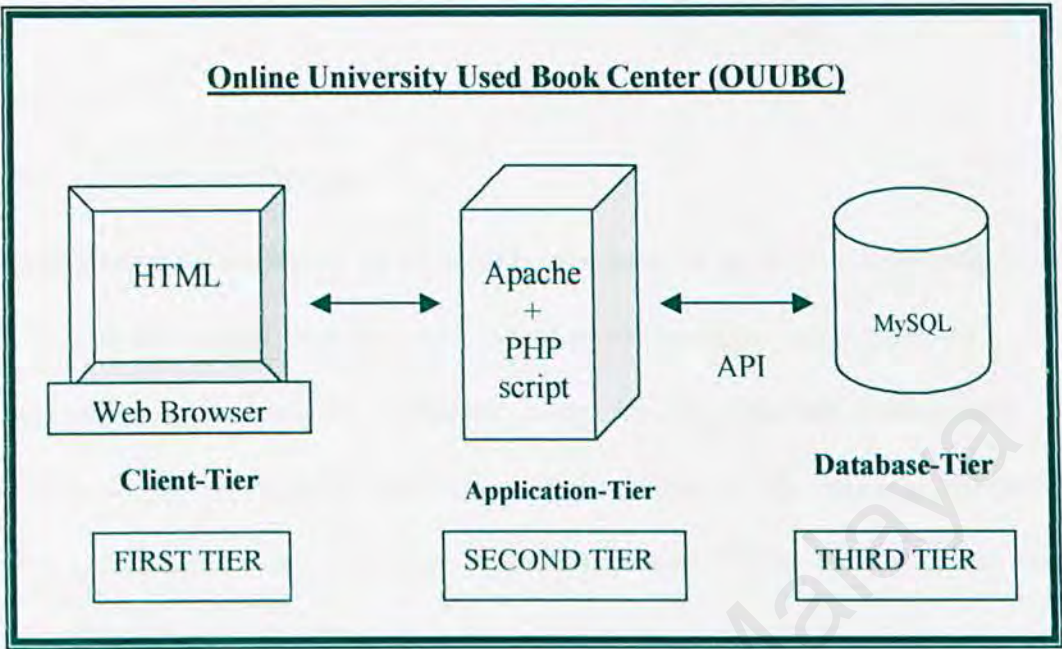 Online University Used Book Center (OUUBC)
HTML
Web Browser
Client-Tier
FIRST TIER
Apache
+
PHP
script
Application-Tier
SECOND TIER
API
MySQL
Database-Tier
THIRD TIER
Malaya